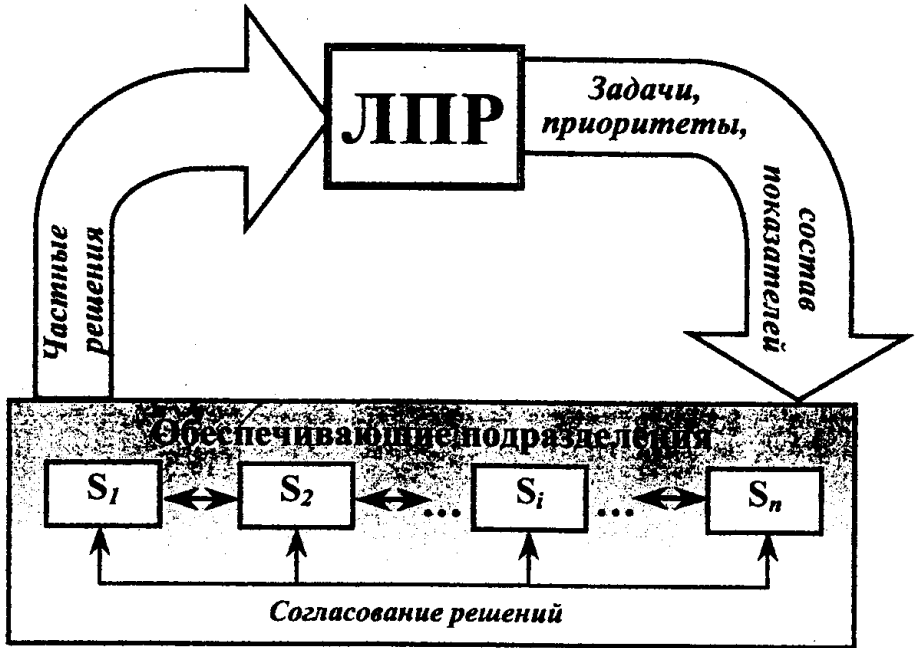 ЛПР
Задачи,
приоритеты,
состав
показателей
Частные
решения
Обеспечивающие подразделения
S1
S2
...
Si
...
Sn
Согласование решений